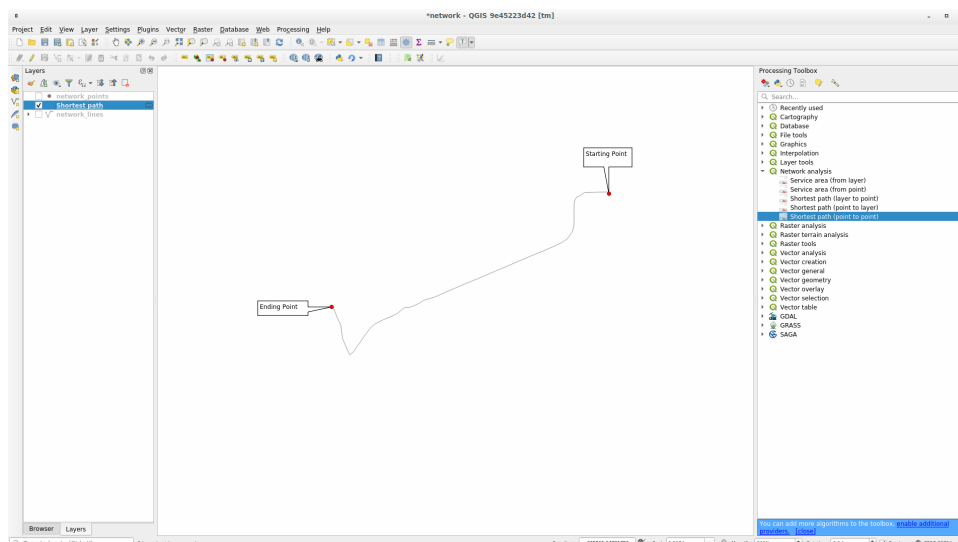 *network - QGIS 9e45223d42 [tm]
Project Edit View Layer Settings Plugins Vector Raster Database Web Processing Help
Layers
network_points
Shortest path
network_lines
Browser Layers
Starting Point
Ending Point
Processing Toolbox
Search...
Recently used
Cartography
Database
File tools
Graphics
Interpolation
Layer tools
Network analysis
Service area (from layer)
Service area (from point)
Shortest path (layer to point)
Shortest path (point to layer)
Shortest path (point to point)
Raster analysis
Raster terrain analysis
Raster tools
Vector analysis
Vector creation
Vector general
Vector geometry
Vector overlay
Vector selection
Vector table
GDAL
GRASS
SAGA
You can add more algorithms to the toolbox, enable additional
providers. [close]